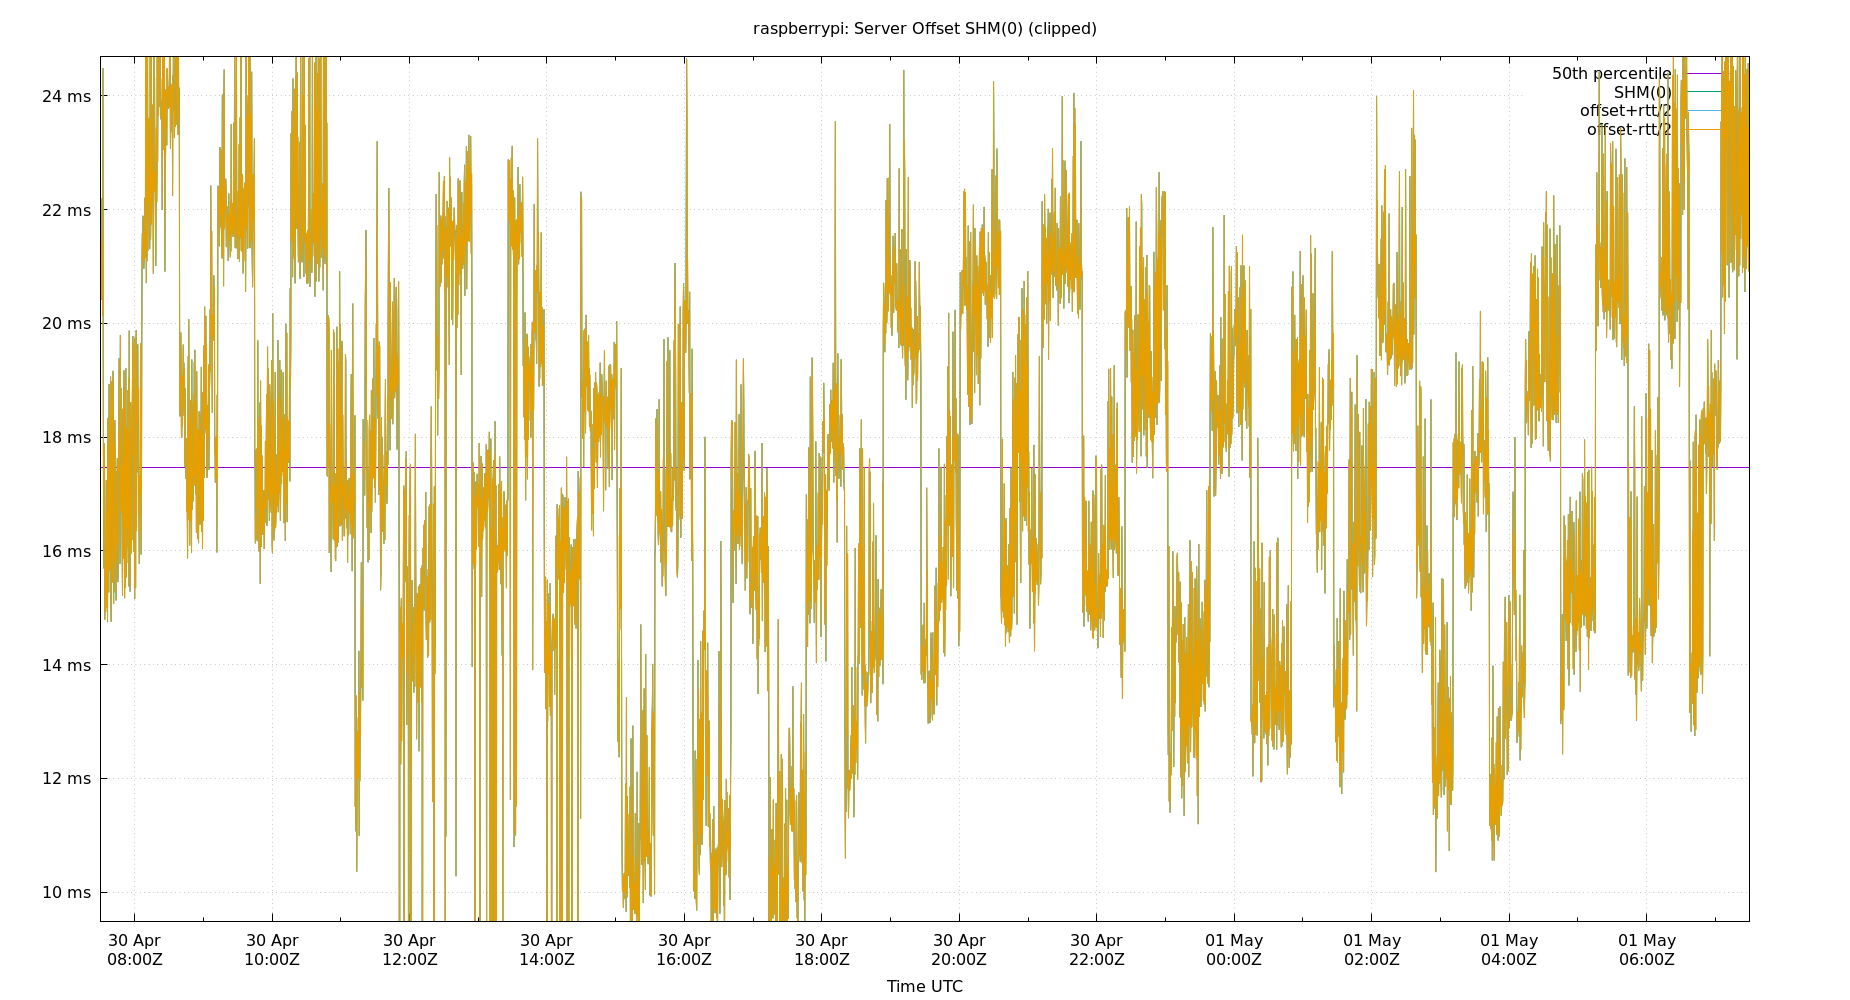 raspberrypi: Server Offset SHM(0) (clipped)
50th percentile
SHM(0)
offset+rtt/2
offset-rtt/2
24 ms
22 ms
20 ms
18 ms
16 ms
14 ms
12 ms
10 ms
30 Apr 30 Apr 30 Apr 30 Apr 30 Apr 30 Apr 30 Apr 30 Apr 01 May 01 May 01 May 01 May
08:00Z 10:00Z 12:00Z 14:00Z 16:00Z 18:00Z 20:00Z 22:00Z 00:00Z 02:00Z 04:00Z 06:00Z
Time UTC